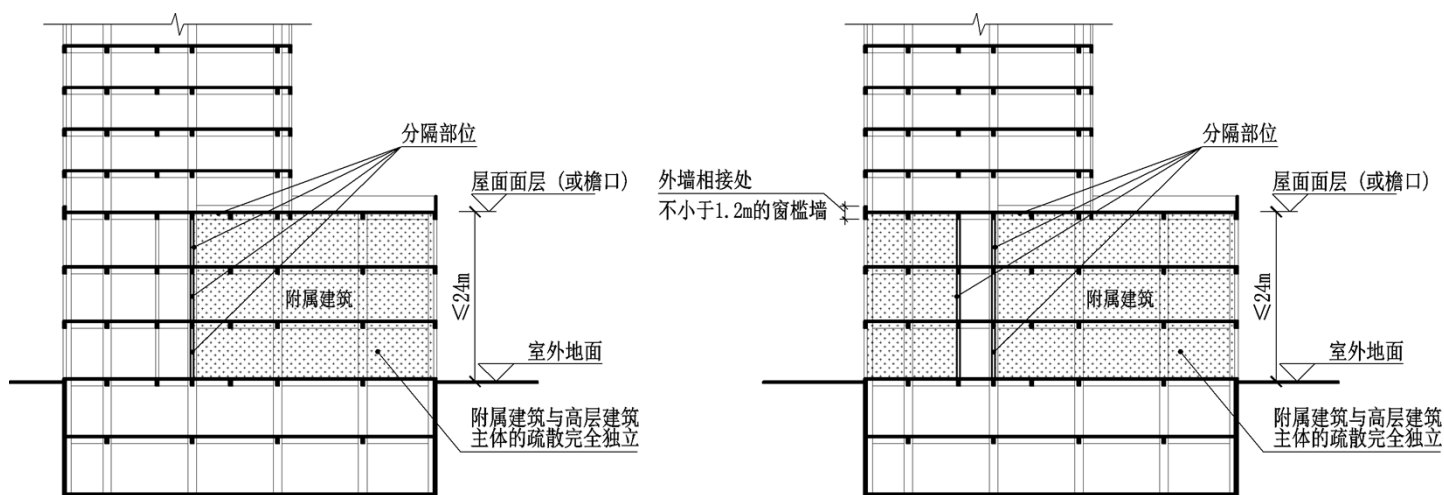 分隔部位
屋面面层（或檐口）
≤24m
附属建筑
室外地面
附属建筑与高层建筑
主体的疏散完全独立
分隔部位
外墙相接处
不小于1.2m的窗槛墙
屋面面层（或檐口）
≤24m
附属建筑
室外地面
附属建筑与高层建筑
主体的疏散完全独立